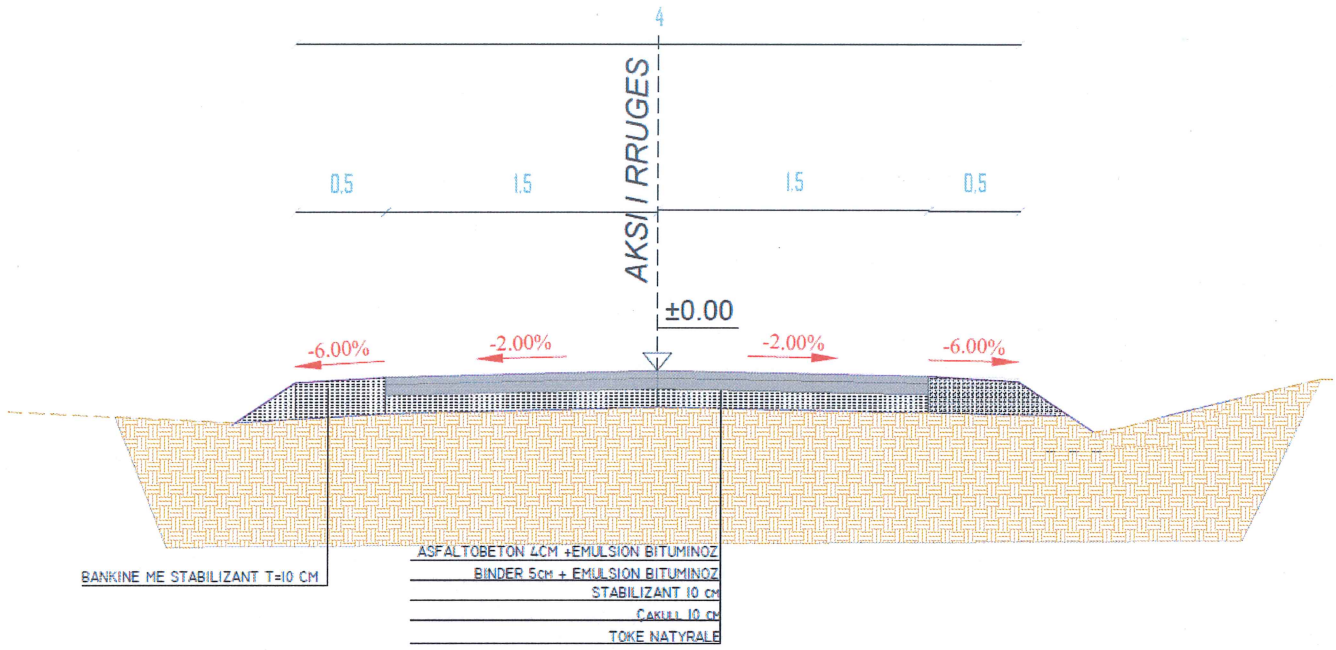 4
AKSI I RRUGES
0.5 1.5 1.5 0.5
±0.00
-6.00% -2.00% -2.00% -6.00%
ASFALTOBETON 4CM +EMULSION BITUMINOZ
BINDER 5cm + EMULSION BITUMINOZ
BANKINE ME STABILIZANT T=10 CM
STABILIZANT 10 cm
ÇAKULL 10 cm
TOKE NATYRALE